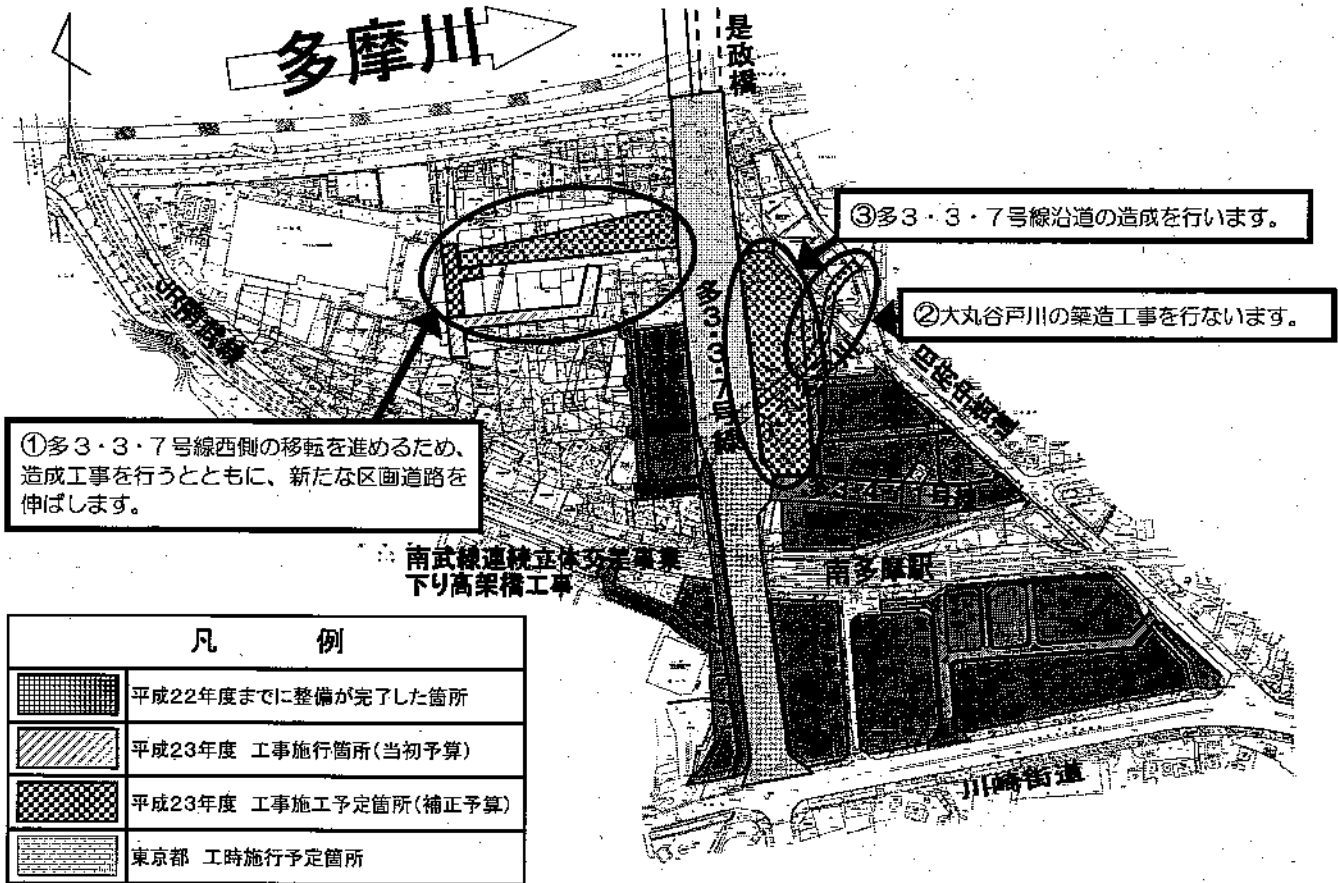 多摩川
是政橋
③多3・3・7号線沿道の造成を行います。
②大丸谷戸川の築造工事を行ないます。
多3・3・7号線
JR南武線
①多3・3・7号線西側の移転を進めるため、
造成工事を行うとともに、新たな区画道路を
伸ばします。
南武線連続立体交差事業
下り高架橋工事
南多摩駅
川崎街道
凡 例
平成22年度までに整備が完了した箇所
平成23年度 工事施行箇所(当初予算)
平成23年度 工事施工予定箇所(補正予算)
東京都 工時施行予定箇所